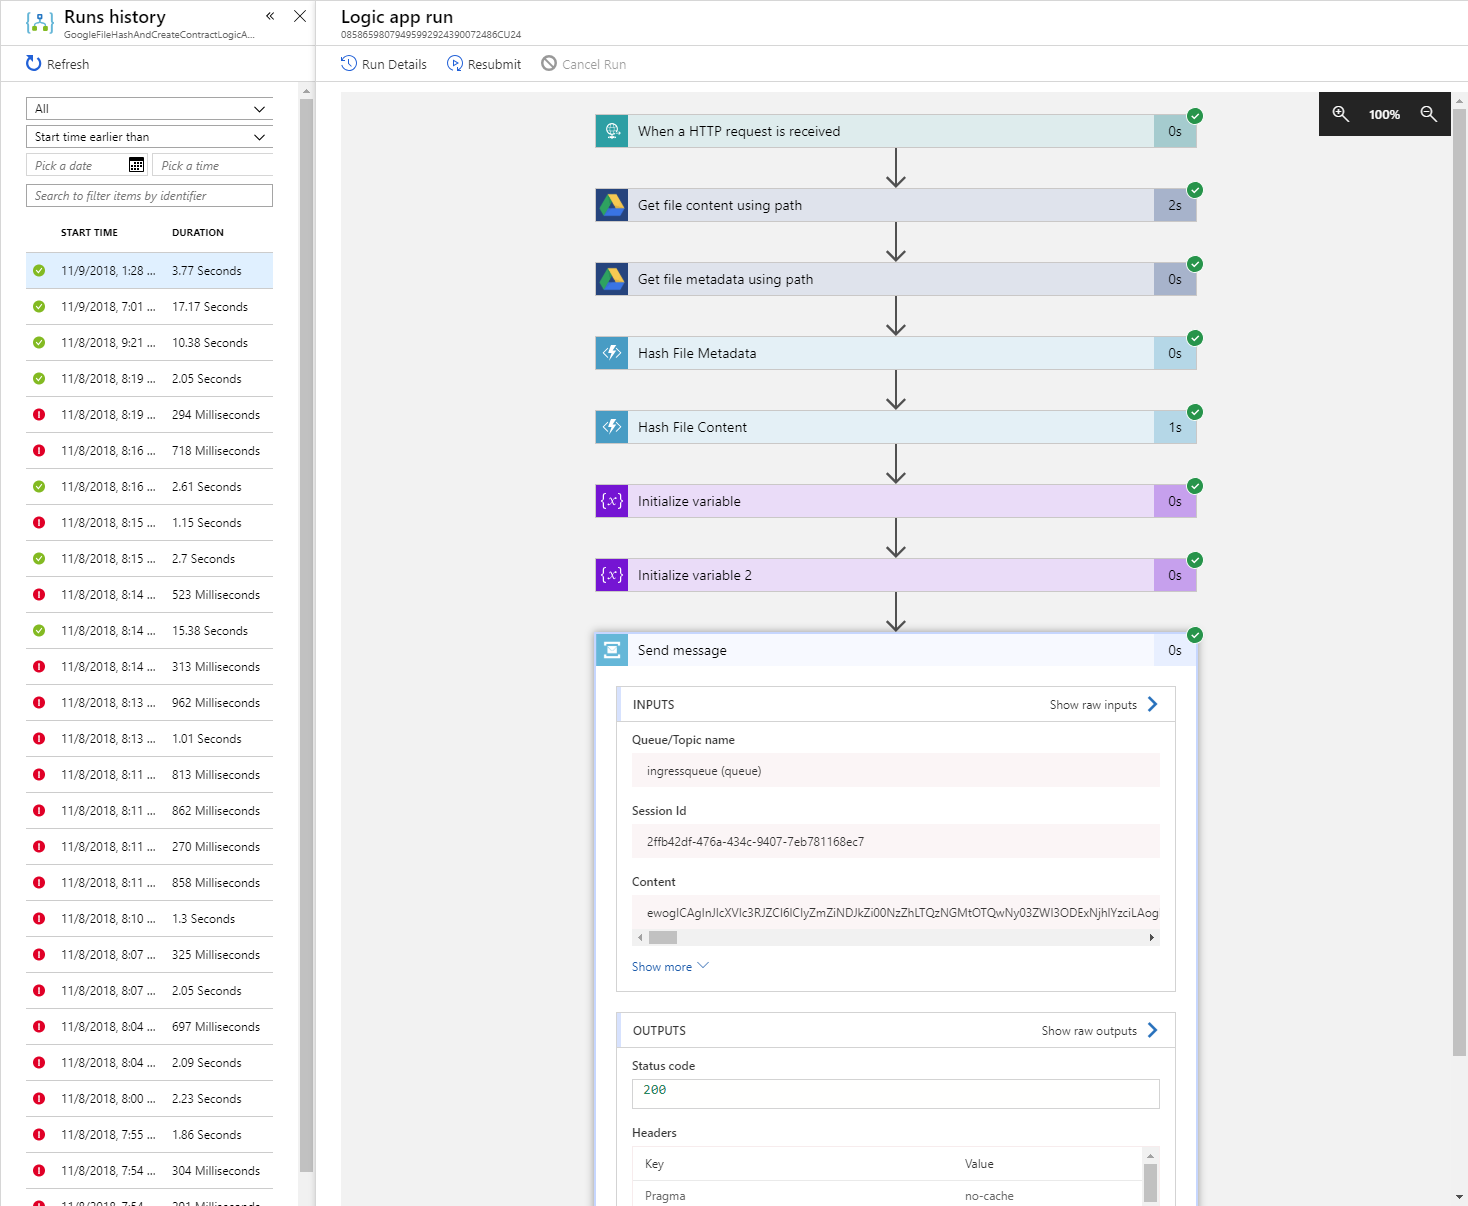 Runs history
GoogleFileHashAndCreateContractLogicA...
Refresh
All
Start time earlier than
Pick a date
Pick a time
Search to filter items by identifier
START TIME DURATION
11/9/2018, 1:28 ... 3.77 Seconds
11/9/2018, 7:01 ... 17.17 Seconds
11/8/2018, 9:21 ... 10.38 Seconds
11/8/2018, 8:19 ... 2.05 Seconds
11/8/2018, 8:19 ... 294 Milliseconds
11/8/2018, 8:16 ... 718 Milliseconds
11/8/2018, 8:16 ... 2.61 Seconds
11/8/2018, 8:15 ... 1.15 Seconds
11/8/2018, 8:15 ... 2.7 Seconds
11/8/2018, 8:14 ... 523 Milliseconds
11/8/2018, 8:14 ... 15.38 Seconds
11/8/2018, 8:14 ... 313 Milliseconds
11/8/2018, 8:13 ... 962 Milliseconds
11/8/2018, 8:13 ... 1.01 Seconds
11/8/2018, 8:11 ... 813 Milliseconds
11/8/2018, 8:11 ... 862 Milliseconds
11/8/2018, 8:11 ... 270 Milliseconds
11/8/2018, 8:11 ... 858 Milliseconds
11/8/2018, 8:10 ... 1.3 Seconds
11/8/2018, 8:07 ... 325 Milliseconds
11/8/2018, 8:07 ... 2.05 Seconds
11/8/2018, 8:04 ... 697 Milliseconds
11/8/2018, 8:04 ... 2.09 Seconds
11/8/2018, 8:00 ... 2.23 Seconds
11/8/2018, 7:55 ... 1.86 Seconds
11/8/2018, 7:54 ... 304 Milliseconds
Logic app run
Run Details Resubmit Cancel Run
100%
When a HTTP request is received 0s
Get file content using path 2s
Get file metadata using path 0s
Hash File Metadata 0s
Hash File Content 1s
{x} Initialize variable 0s
{x} Initialize variable 2 0s
Send message 0s
INPUTS Show raw inputs
Queue/Topic name
ingressqueue (queue)
Session Id
2ffb42df-476a-434c-9407-7eb781168ec7
Content
Show more
OUTPUTS Show raw outputs
Status code
200
Headers
Key Value
Pragma no-cache